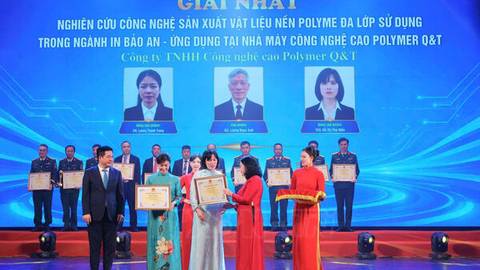 GIẢI NHẤT
NGHIÊN CỨU CÔNG NGHỆ SẢN XUẤT VẬT LIỆU NỀN POLYME ĐA LỚP SỬ DỤNG
TRONG NGÀNH IN BẢO AN - ỨNG DỤNG TẠI NHÀ MÁY CÔNG NGHỆ CAO POLYMER Q&T
Công ty TNHH Công nghệ cao Polymer Q&T